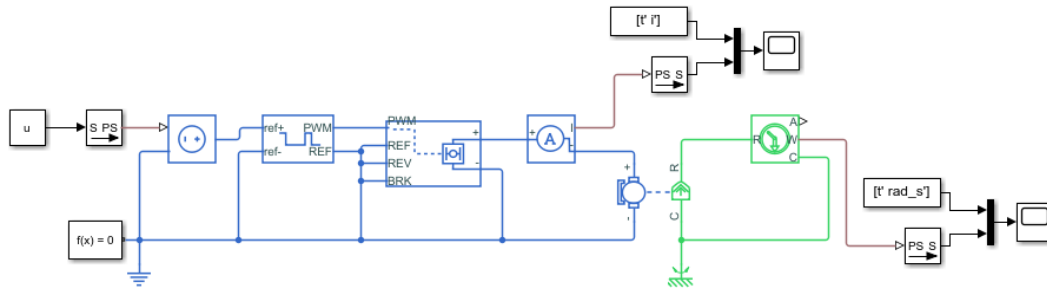 [t' i']
PS S
u
S PS
- +
ref+
ref-
PWM
REF
PWM
REF
REV
BRK
+
-
+
A
I
-
+
-
R
C
R
A
W
C
[t' rad_s']
PS S
f(x) = 0